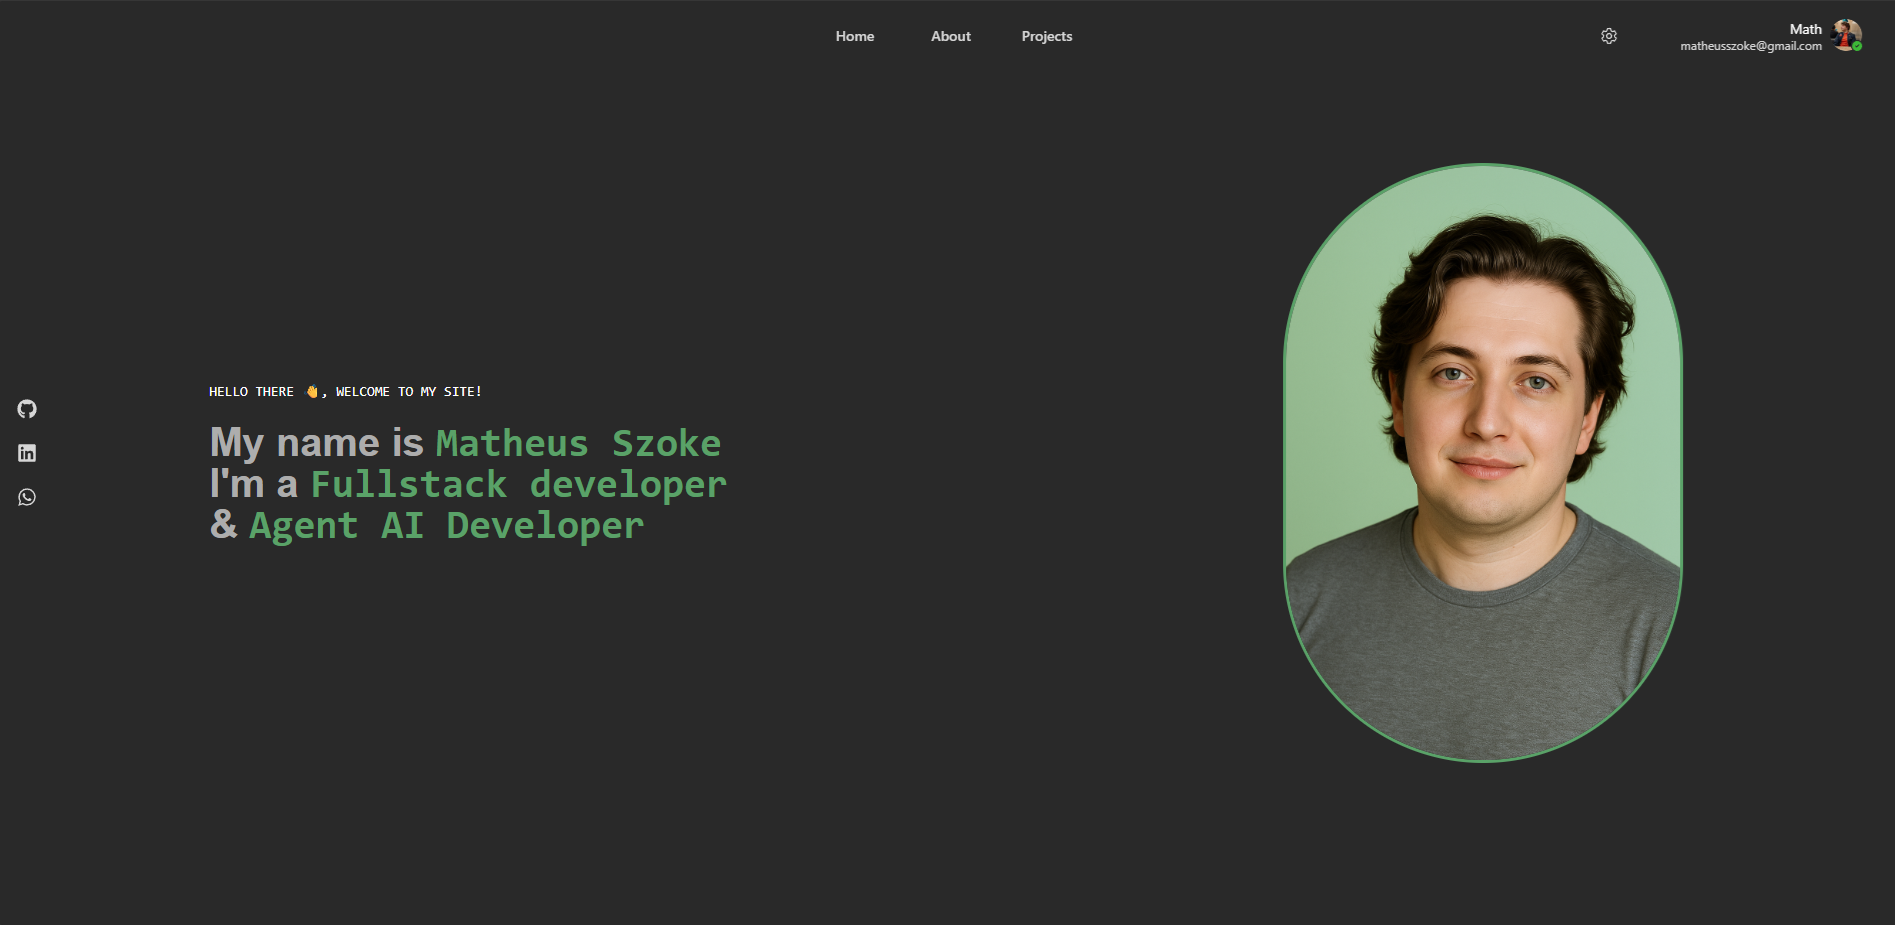 Home About Projects
Math
matheusszoke@gmail.com
HELLO THERE 👋, WELCOME TO MY SITE!
My name is Matheus Szoke
I'm a Fullstack developer
& Agent AI Developer